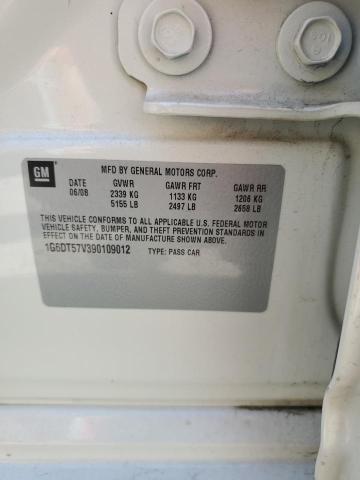 GM
MFD BY GENERAL MOTORS CORP.
DATE GVWR GAWR FRT GAWR RR
06/08 2339 KG 1133 KG 1206 KG
5155 LB 2497 LB 2658 LB
THIS VEHICLE CONFORMS TO ALL APPLICABLE U.S. FEDERAL MOTOR
VEHICLE SAFETY, BUMPER, AND THEFT PREVENTION STANDARDS IN
EFFECT ON THE DATE OF MANUFACTURE SHOWN ABOVE.
1G6DT57V390109012 TYPE: PASS CAR